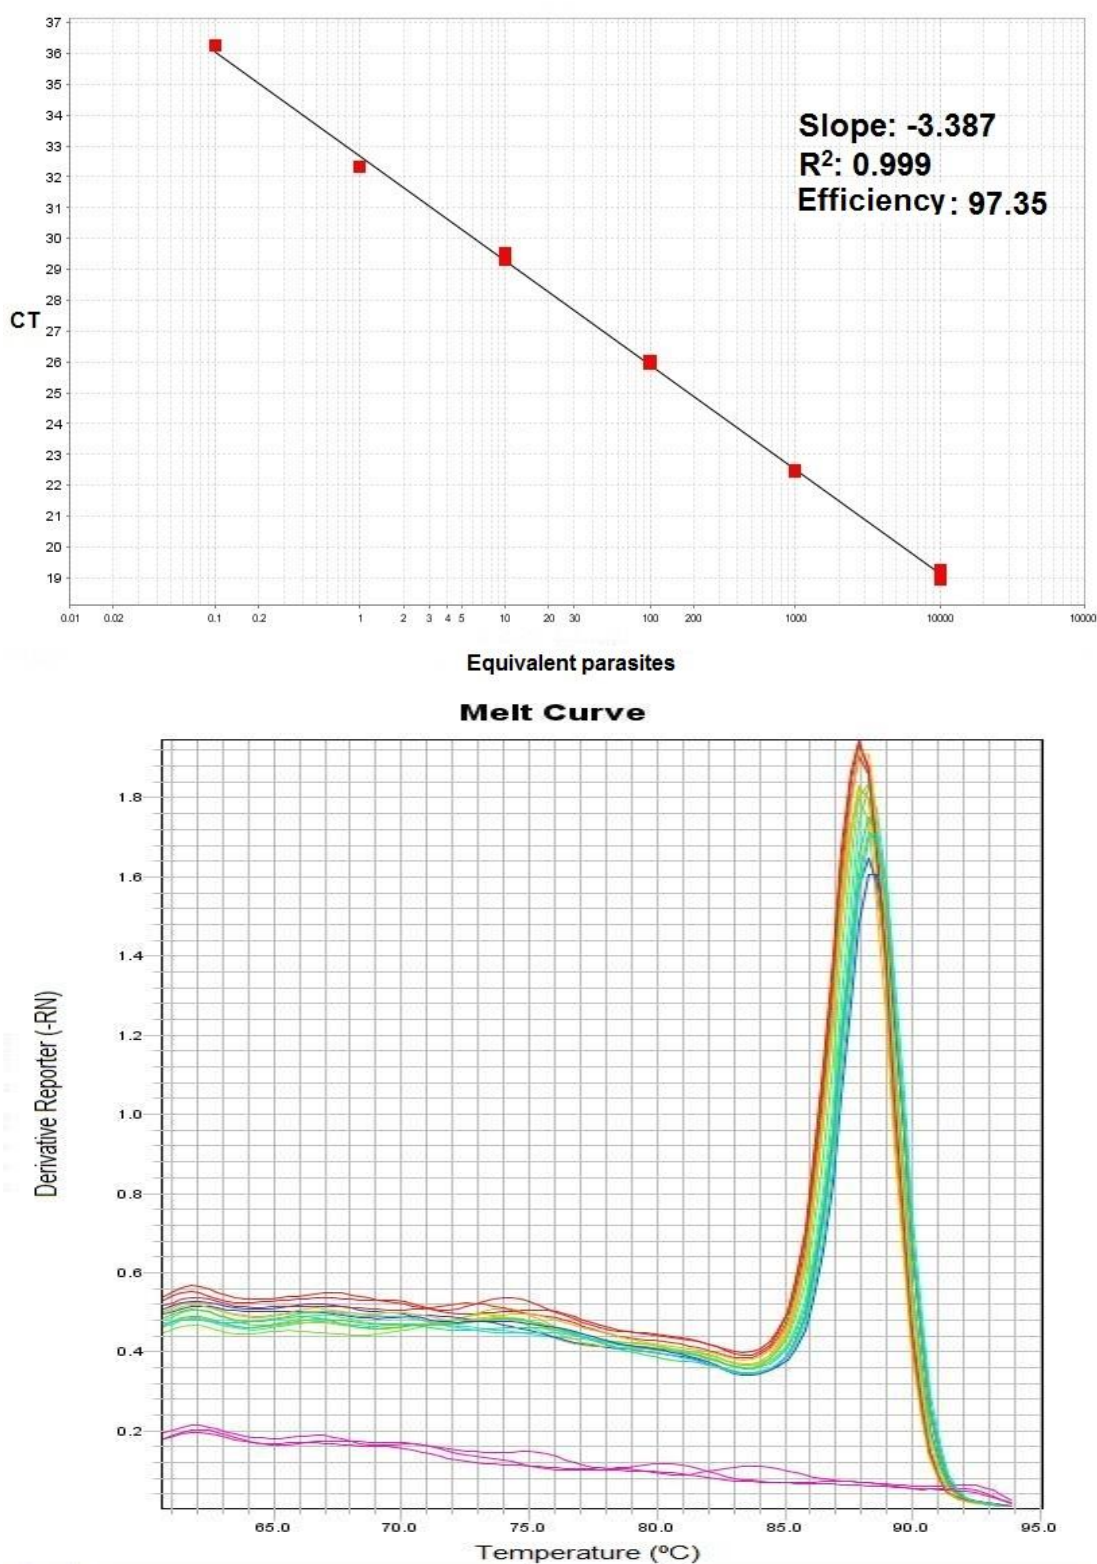 37
36
35
34
33
32
31
30
29
28
27
26
25
24
23
22
21
20
19
CT
Slope: -3.387
R²: 0.999
Efficiency: 97.35
0.01 0.02 0.1 0.2 1 2 3 4 5 10 20 30 100 200 1000 10000 10000
Equivalent parasites
Melt Curve
1.8
1.6
1.4
1.2
1.0
0.8
0.6
0.4
0.2
Derivative Reporter (-RN)
65.0 70.0 75.0 80.0 85.0 90.0 95.0
Temperature (ºC)